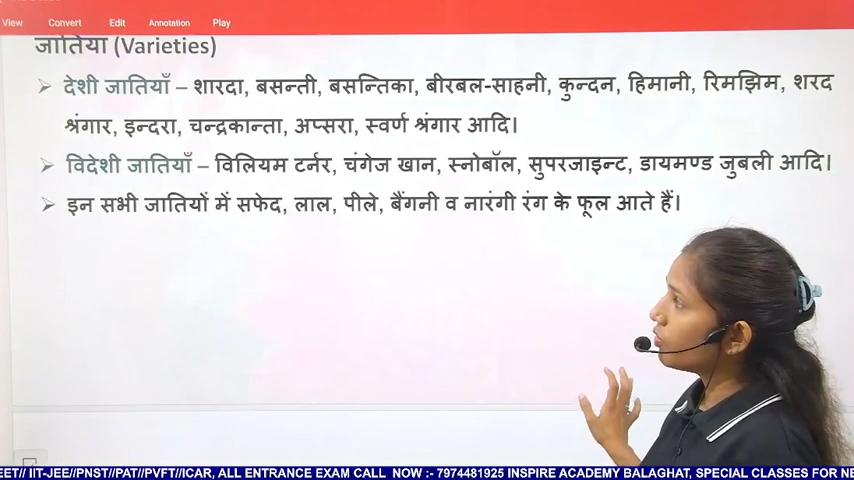 View Convert Edit Annotation Play
जातियाँ (Varieties)
➢ देशी जातियाँ – शारदा, बसन्ती, बसन्तिका, बीरबल-साहनी, कुन्दन, हिमानी, रिमझिम, शरद
श्रंगार, इन्दरा, चन्द्रकान्ता, अप्सरा, स्वर्ण श्रंगार आदि।
➢ विदेशी जातियाँ – विलियम टर्नर, चंगेज खान, स्नोबॉल, सुपरजाइन्ट, डायमण्ड जुबली आदि।
➢ इन सभी जातियों में सफेद, लाल, पीले, बैंगनी व नारंगी रंग के फूल आते हैं।
EET// IIT-JEE//PNST//PAT//PVFT//ICAR, ALL ENTRANCE EXAM CALL NOW :- 7974481925 INSPIRE ACADEMY BALAGHAT, SPECIAL CLASSES FOR NE